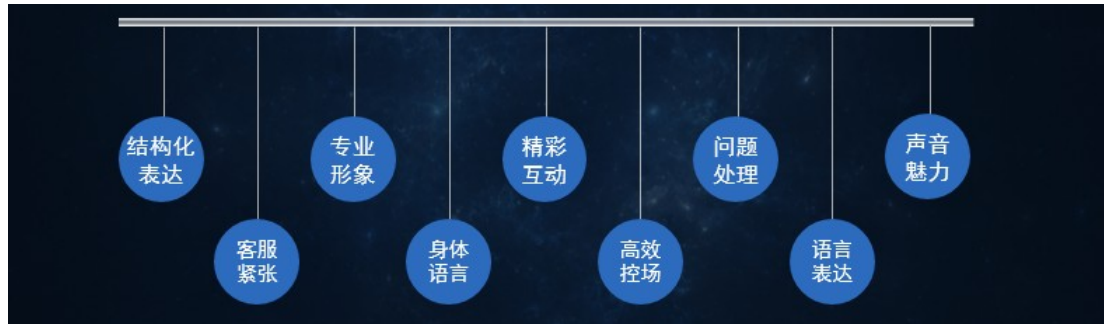 结构化
表达
客服
紧张
专业
形象
身体
语言
精彩
互动
高效
控场
问题
处理
语言
表达
声音
魅力